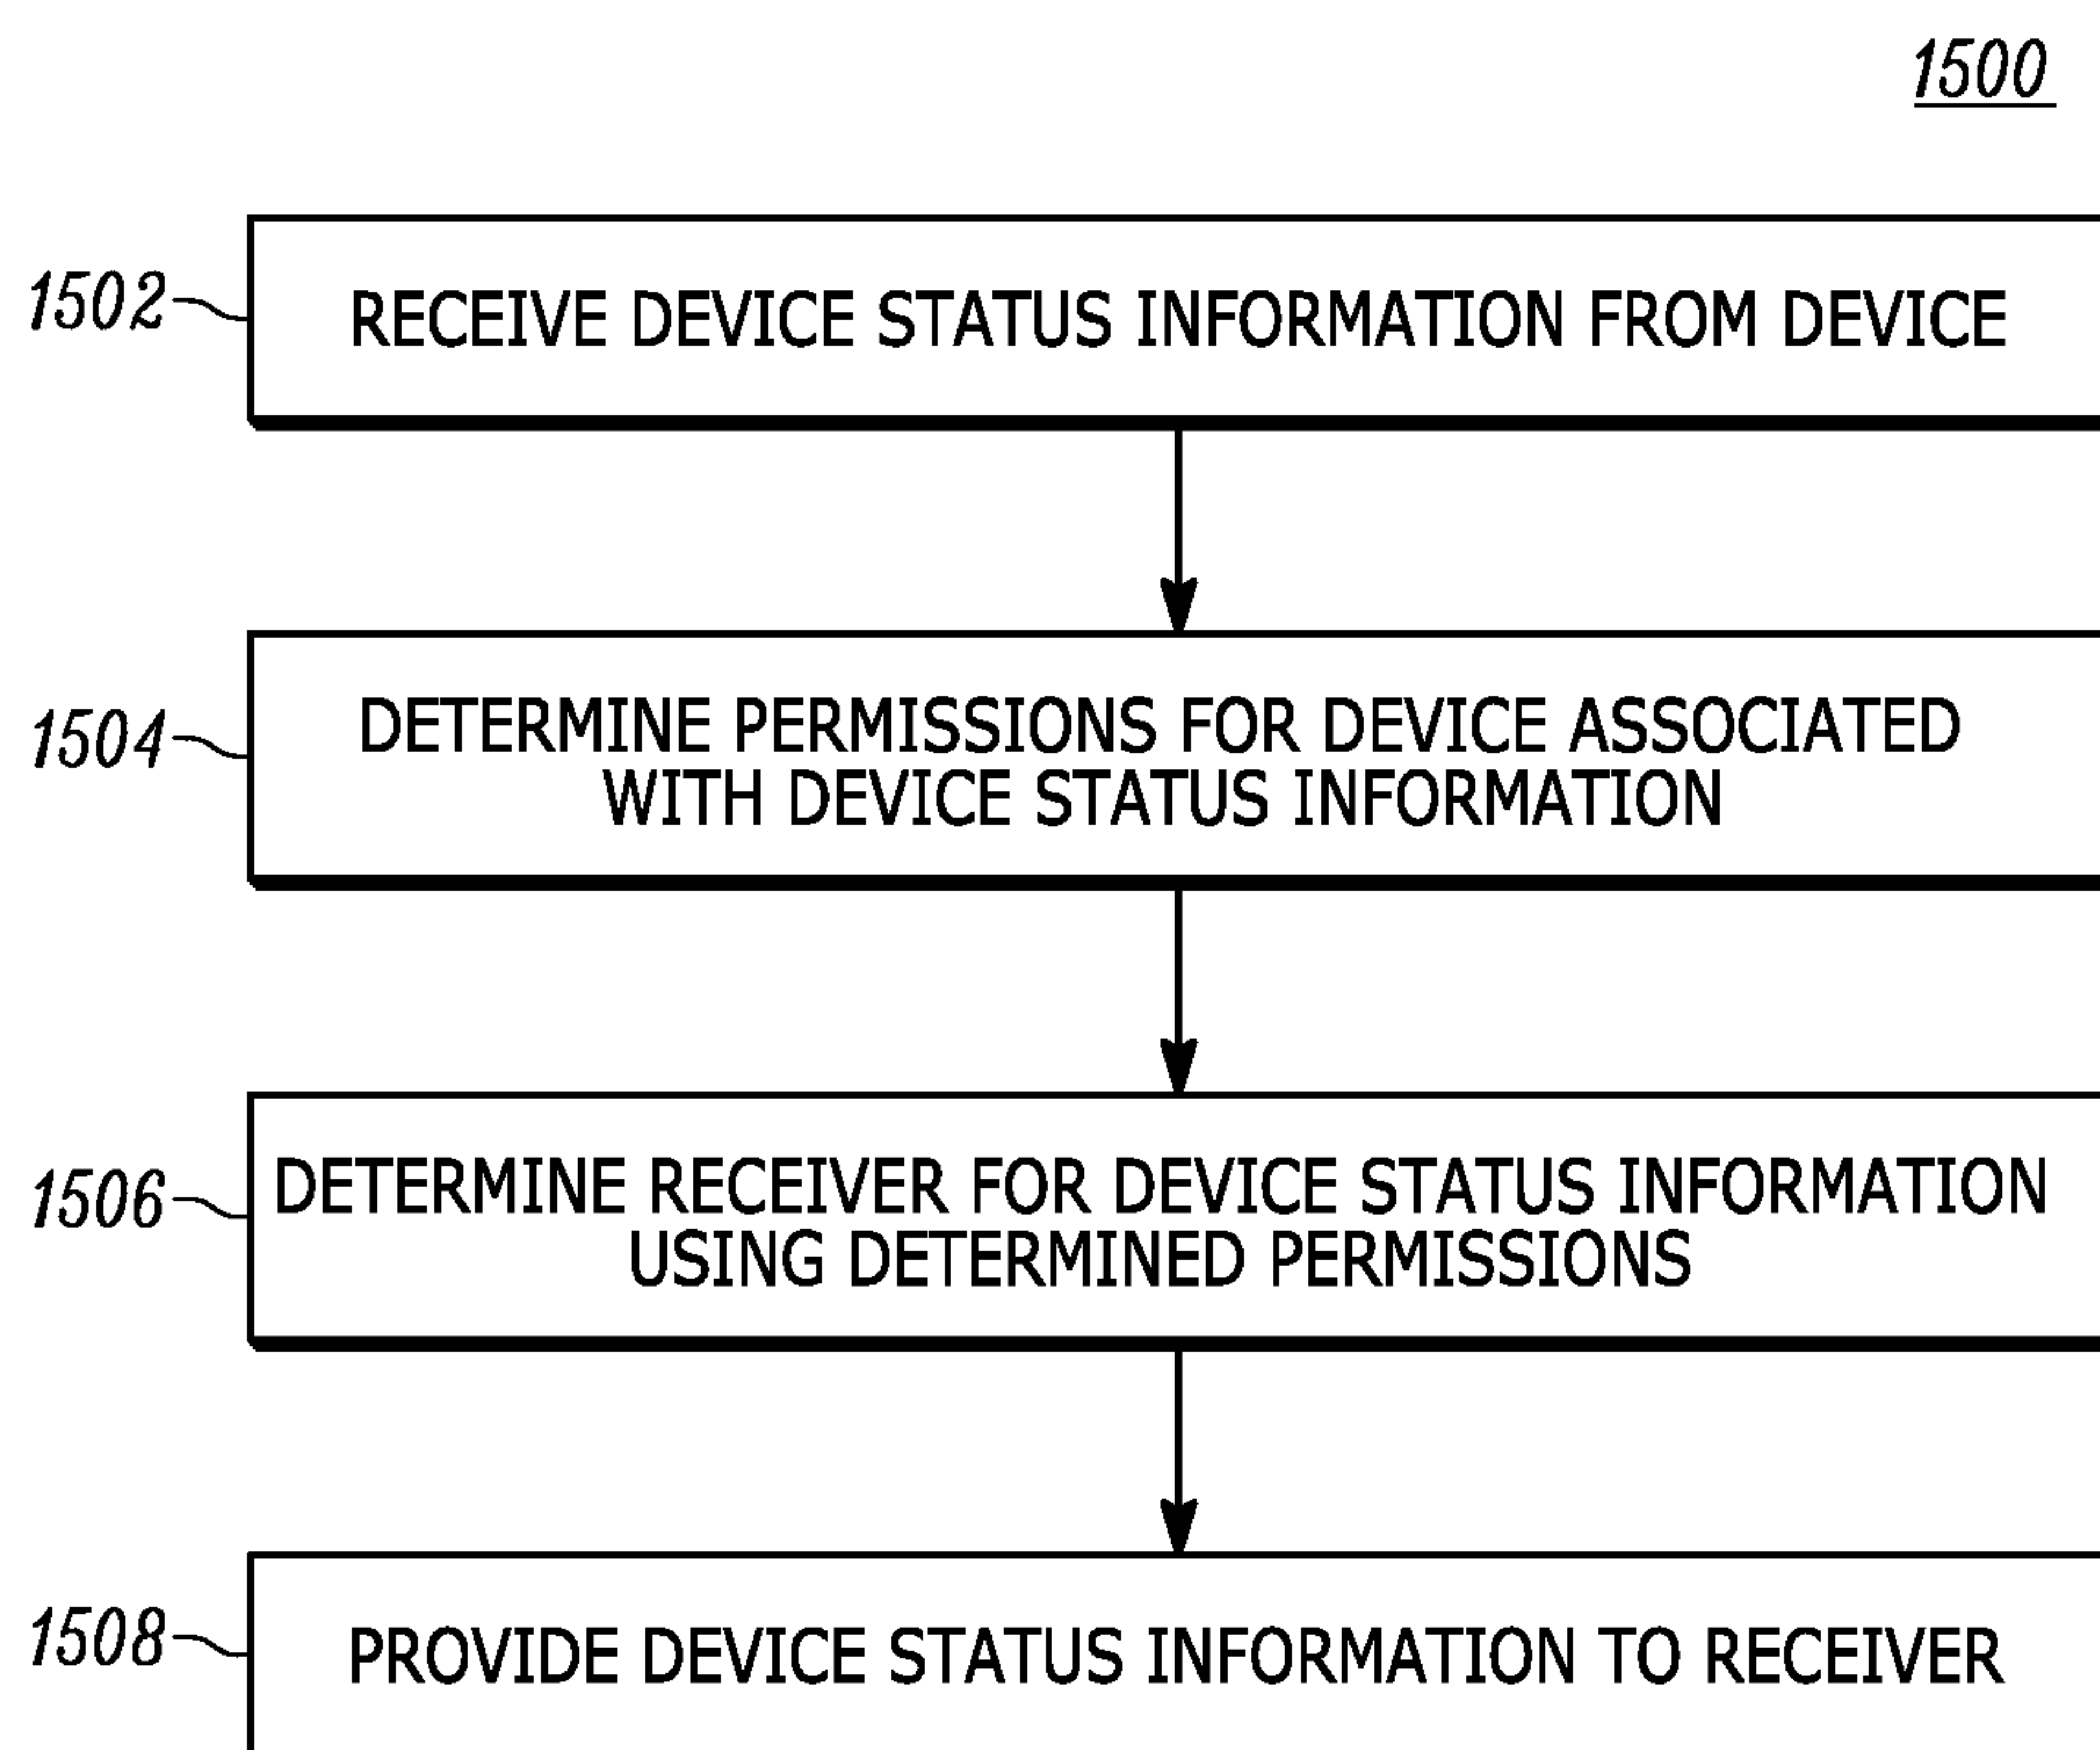 1500
1502
RECEIVE DEVICE STATUS INFORMATION FROM DEVICE
1504
DETERMINE PERMISSIONS FOR DEVICE ASSOCIATED
WITH DEVICE STATUS INFORMATION
1506
DETERMINE RECEIVER FOR DEVICE STATUS INFORMATION
USING DETERMINED PERMISSIONS
1508
PROVIDE DEVICE STATUS INFORMATION TO RECEIVER